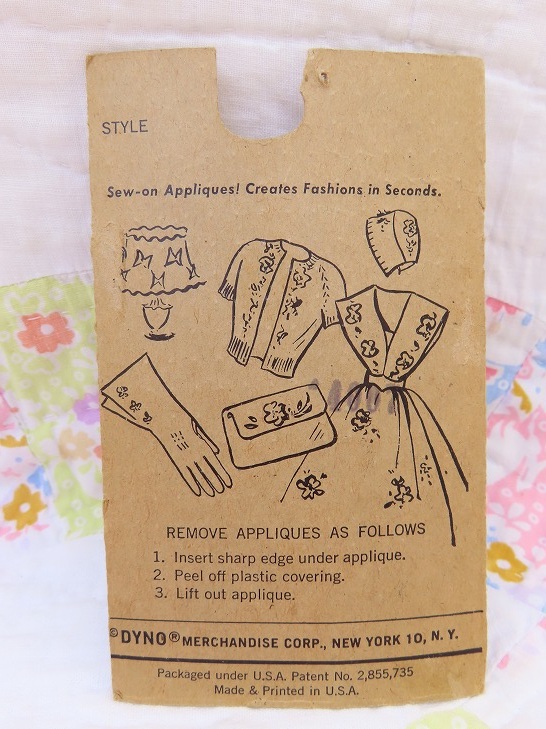 STYLE
Sew-on Appliques! Creates Fashions in Seconds.
REMOVE APPLIQUES AS FOLLOWS
1. Insert sharp edge under applique.
2. Peel off plastic covering.
3. Lift out applique.
©DYNO® MERCHANDISE CORP., NEW YORK 10, N. Y.
Packaged under U.S.A. Patent No. 2,855,735
Made & Printed in U.S.A.